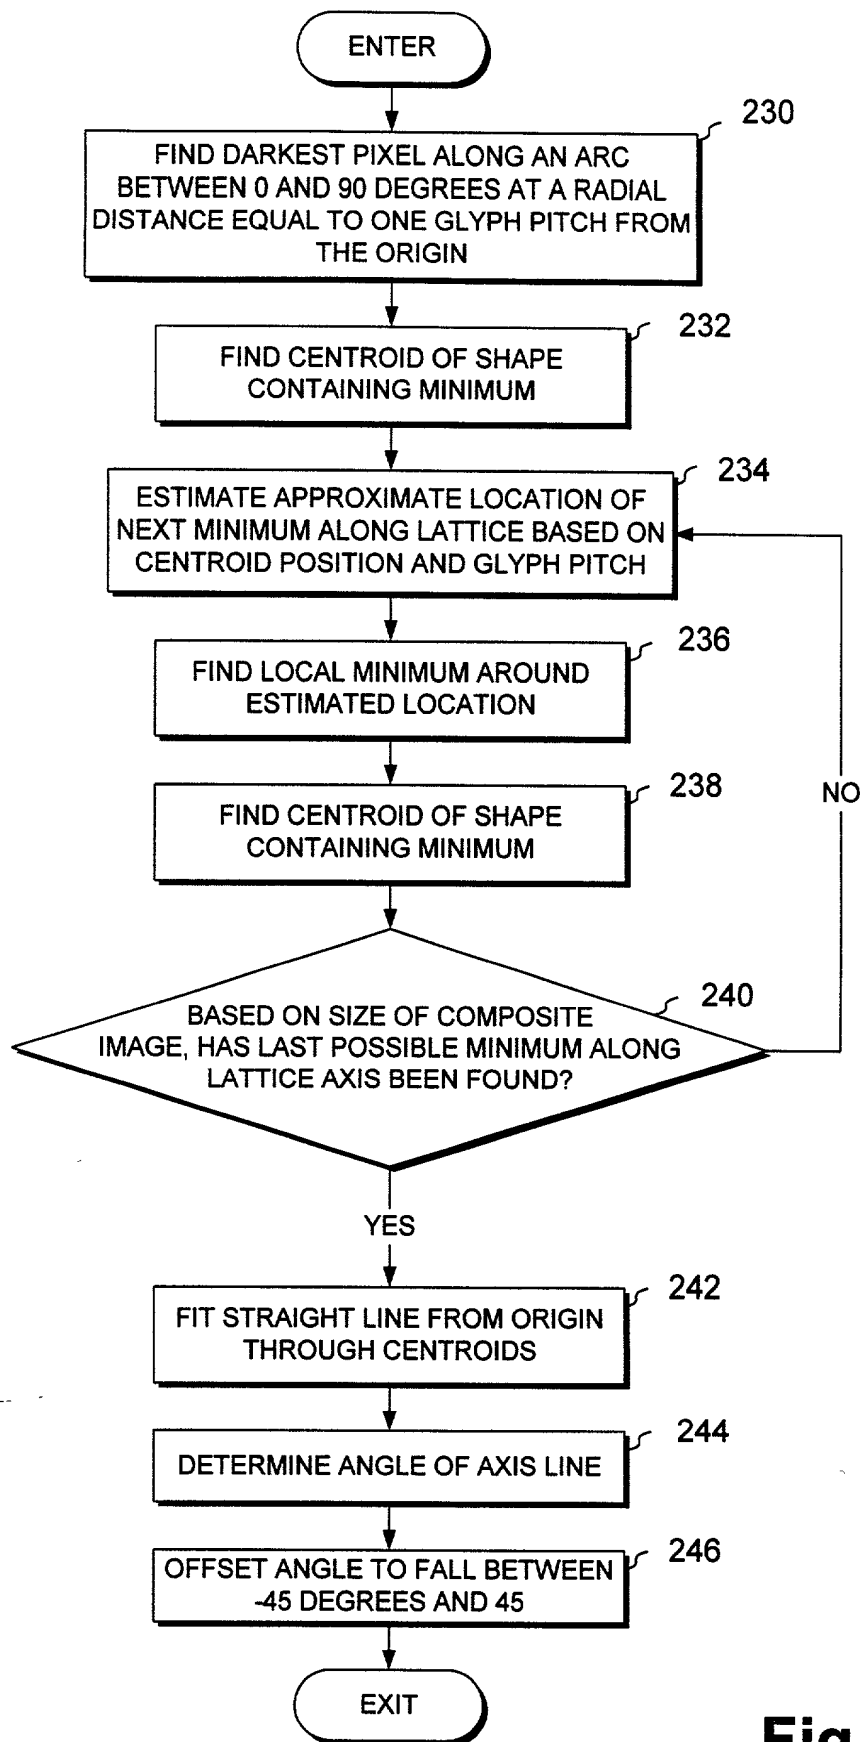 ENTER
230
FIND DARKEST PIXEL ALONG AN ARC
BETWEEN 0 AND 90 DEGREES AT A RADIAL
DISTANCE EQUAL TO ONE GLYPH PITCH FROM
THE ORIGIN
232
FIND CENTROID OF SHAPE
CONTAINING MINIMUM
234
ESTIMATE APPROXIMATE LOCATION OF
NEXT MINIMUM ALONG LATTICE BASED ON
CENTROID POSITION AND GLYPH PITCH
236
FIND LOCAL MINIMUM AROUND
ESTIMATED LOCATION
238
FIND CENTROID OF SHAPE
CONTAINING MINIMUM
NO
240
BASED ON SIZE OF COMPOSITE
IMAGE, HAS LAST POSSIBLE MINIMUM ALONG
LATTICE AXIS BEEN FOUND?
YES
242
FIT STRAIGHT LINE FROM ORIGIN
THROUGH CENTROIDS
244
DETERMINE ANGLE OF AXIS LINE
246
OFFSET ANGLE TO FALL BETWEEN
-45 DEGREES AND 45
EXIT
Fig